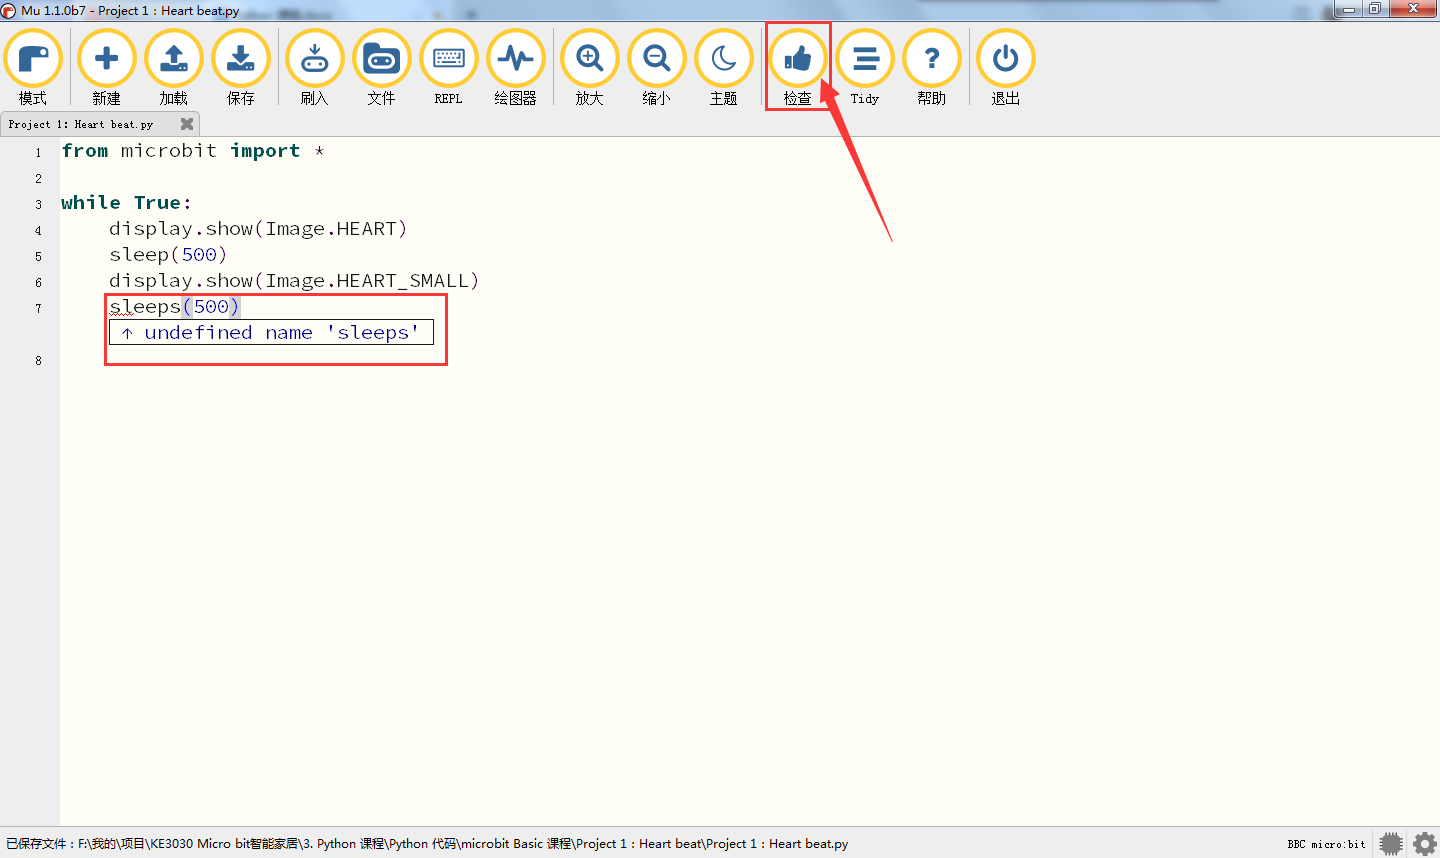 Mu 1.1.0b7 - Project 1 : Heart beat.py
模式 新建 加载 保存 刷入 文件 REPL 绘图器 放大 缩小 主题 检查 Tidy 帮助 退出
Project 1: Heart beat.py
1 from microbit import *
2
3 while True:
4 display.show(Image.HEART)
5 sleep(500)
6 display.show(Image.HEART_SMALL)
7 sleeps(500)
↑ undefined name 'sleeps'
8
已保存文件：F:\我的\项目\KE3030 Micro bit智能家居\3. Python 课程\Python 代码\microbit Basic 课程\Project 1：Heart beat\Project 1：Heart beat.py
BBC micro:bit